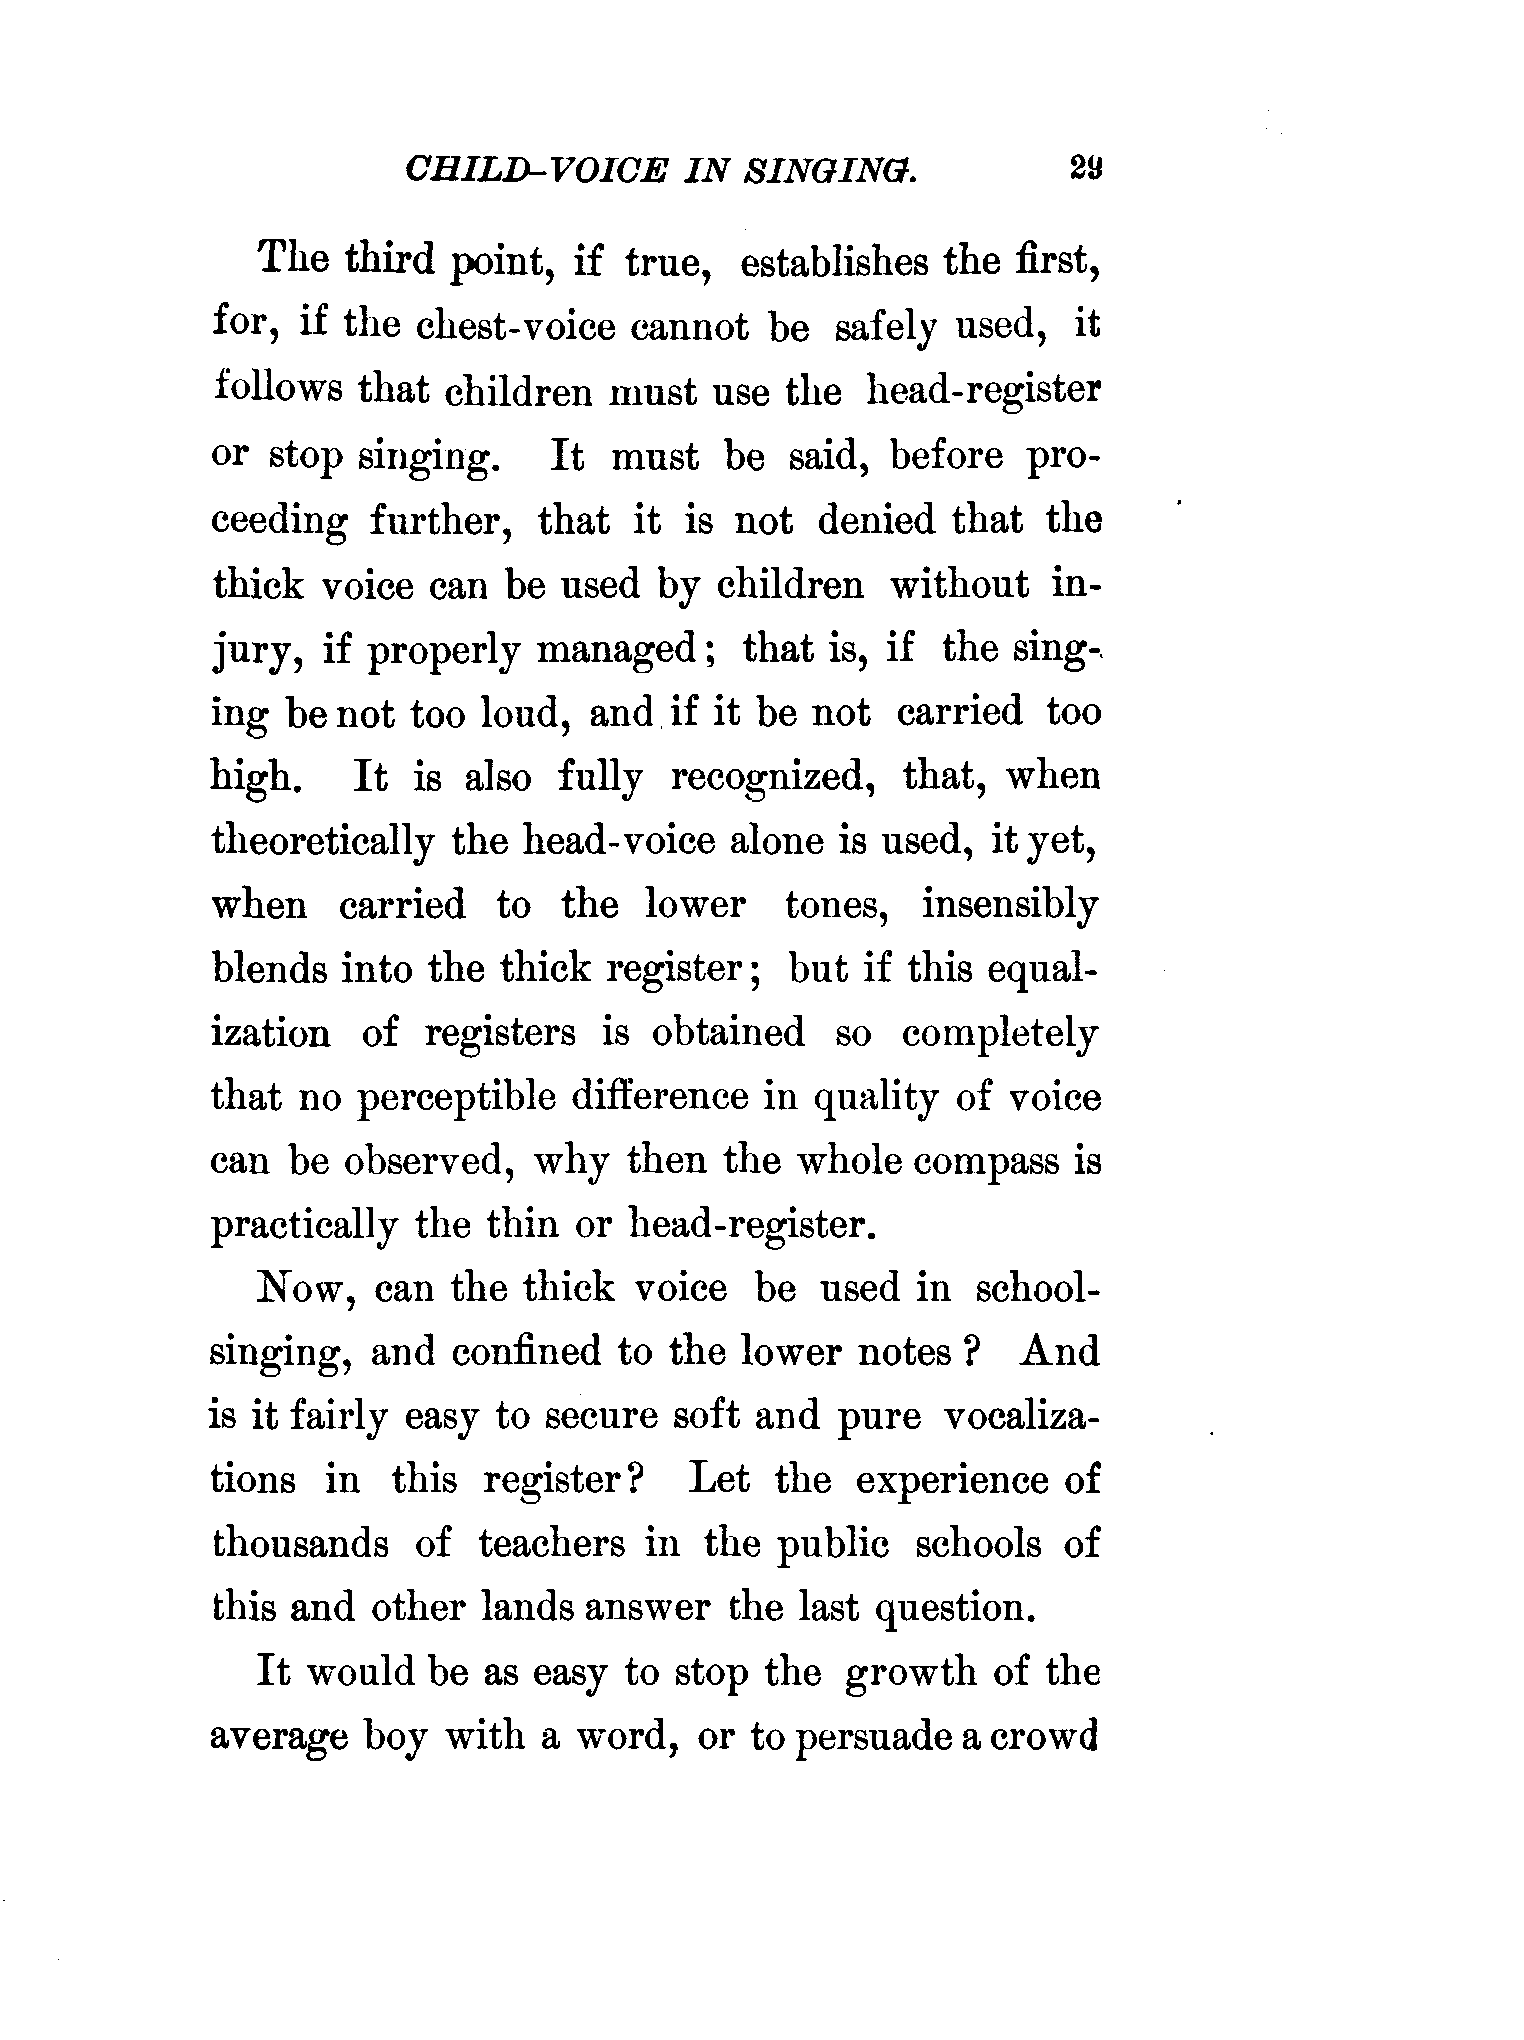 CHILD-VOICE IN SINGING. 29
The third point, if true, establishes the first,
for, if the chest-voice cannot be safely used, it
follows that children must use the head-register
or stop singing. It must be said, before pro-
ceeding further, that it is not denied that the
thick voice can be used by children without in-
jury, if properly managed; that is, if the sing-
ing be not too loud, and if it be not carried too
high. It is also fully recognized, that, when
theoretically the head-voice alone is used, it yet,
when carried to the lower tones, insensibly
blends into the thick register; but if this equal-
ization of registers is obtained so completely
that no perceptible difference in quality of voice
can be observed, why then the whole compass is
practically the thin or head-register.
Now, can the thick voice be used in school-
singing, and confined to the lower notes? And
is it fairly easy to secure soft and pure vocaliza-
tions in this register? Let the experience of
thousands of teachers in the public schools of
this and other lands answer the last question.
It would be as easy to stop the growth of the
average boy with a word, or to persuade a crowd